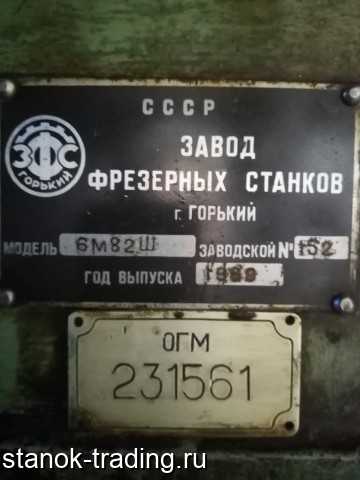 СССР
ЗФС
ГОРЬКИЙ
ЗАВОД
ФРЕЗЕРНЫХ СТАНКОВ
г. ГОРЬКИЙ
МОДЕЛЬ 6М82Ш ЗАВОДСКОЙ № 152
ГОД ВЫПУСКА
ОГМ
231561
stanok-trading.ru